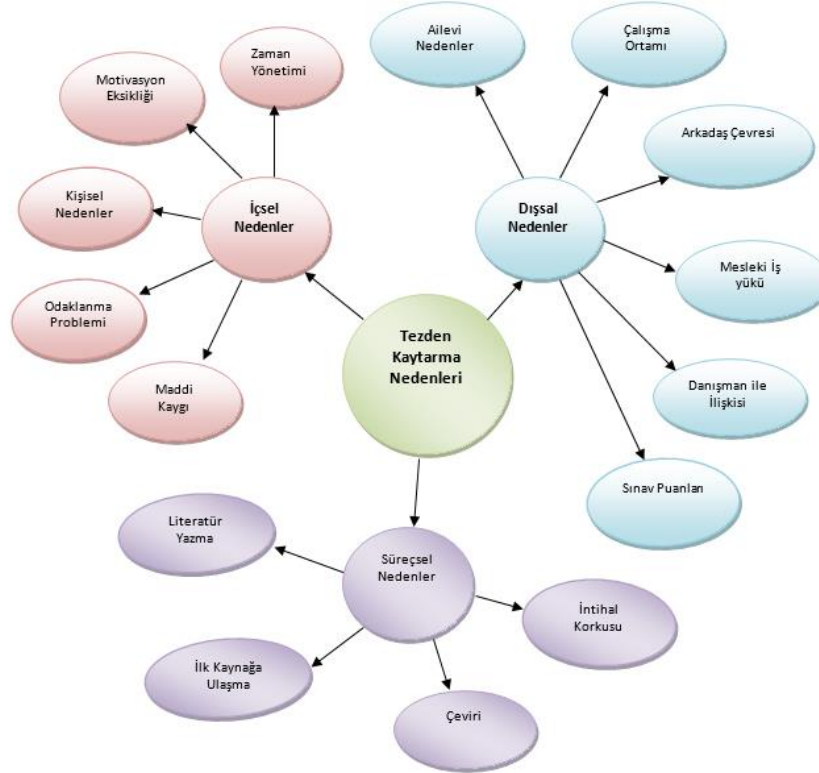 Zaman
Yönetimi
Motivasyon
Eksikliği
Kişisel
Nedenler
Odaklanma
Problemi
Maddi
Kaygı
İçsel
Nedenler
Ailevi
Nedenler
Çalışma
Ortamı
Arkadaş Çevresi
Mesleki İş
yükü
Danışman ile
İlişkisi
Sınav Puanları
Dışsal
Nedenler
Tezden
Kaytarma
Nedenleri
Süreçsel
Nedenler
Literatür
Yazma
İlk Kaynağa
Ulaşma
Çeviri
İntihal
Korkusu